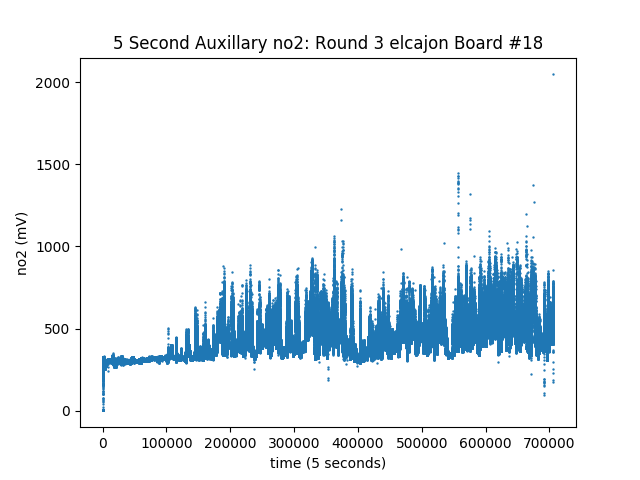 5 Second Auxillary no2: Round 3 elcajon Board #18
no2 (mV)
2000
1500
1000
500
0
0 100000 200000 300000 400000 500000 600000 700000
time (5 seconds)